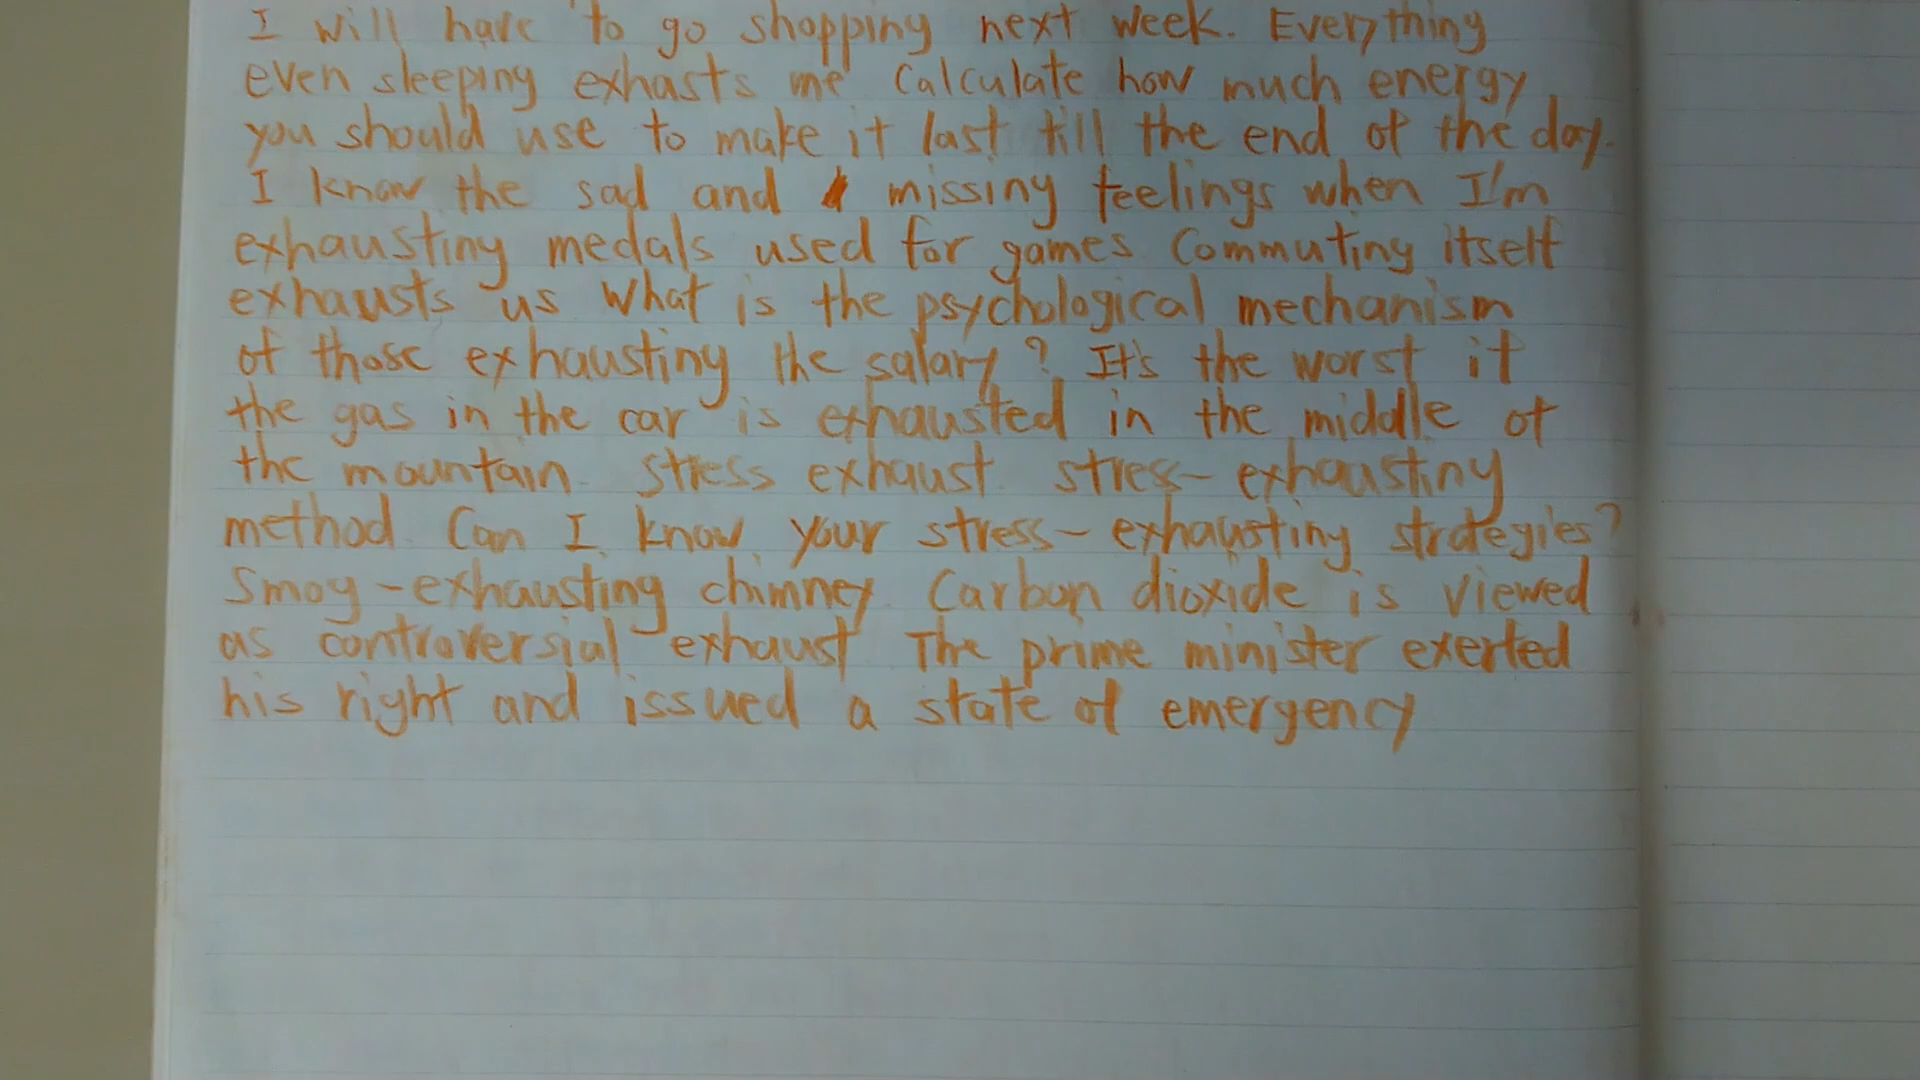 I will have to go shopping next week. Everything
even sleeping exhasts me Calculate how much energy
you should use to make it last till the end of the day.
I know the sad and missing feelings when I'm
exhausting medals used for games Commuting itself
exhausts us What is the psychological mechanism
of those exhausting the salary? It's the worst if
the gas in the car is exhausted in the middle of
the mountain. Stress exhaust. stress-exhausting
method. Can I know your stress-exhausting strategies?
Smog-exhausting chimney. Carbon dioxide is viewed
as controversial exhaust The prime minister exerted
his right and issued a state of emergency